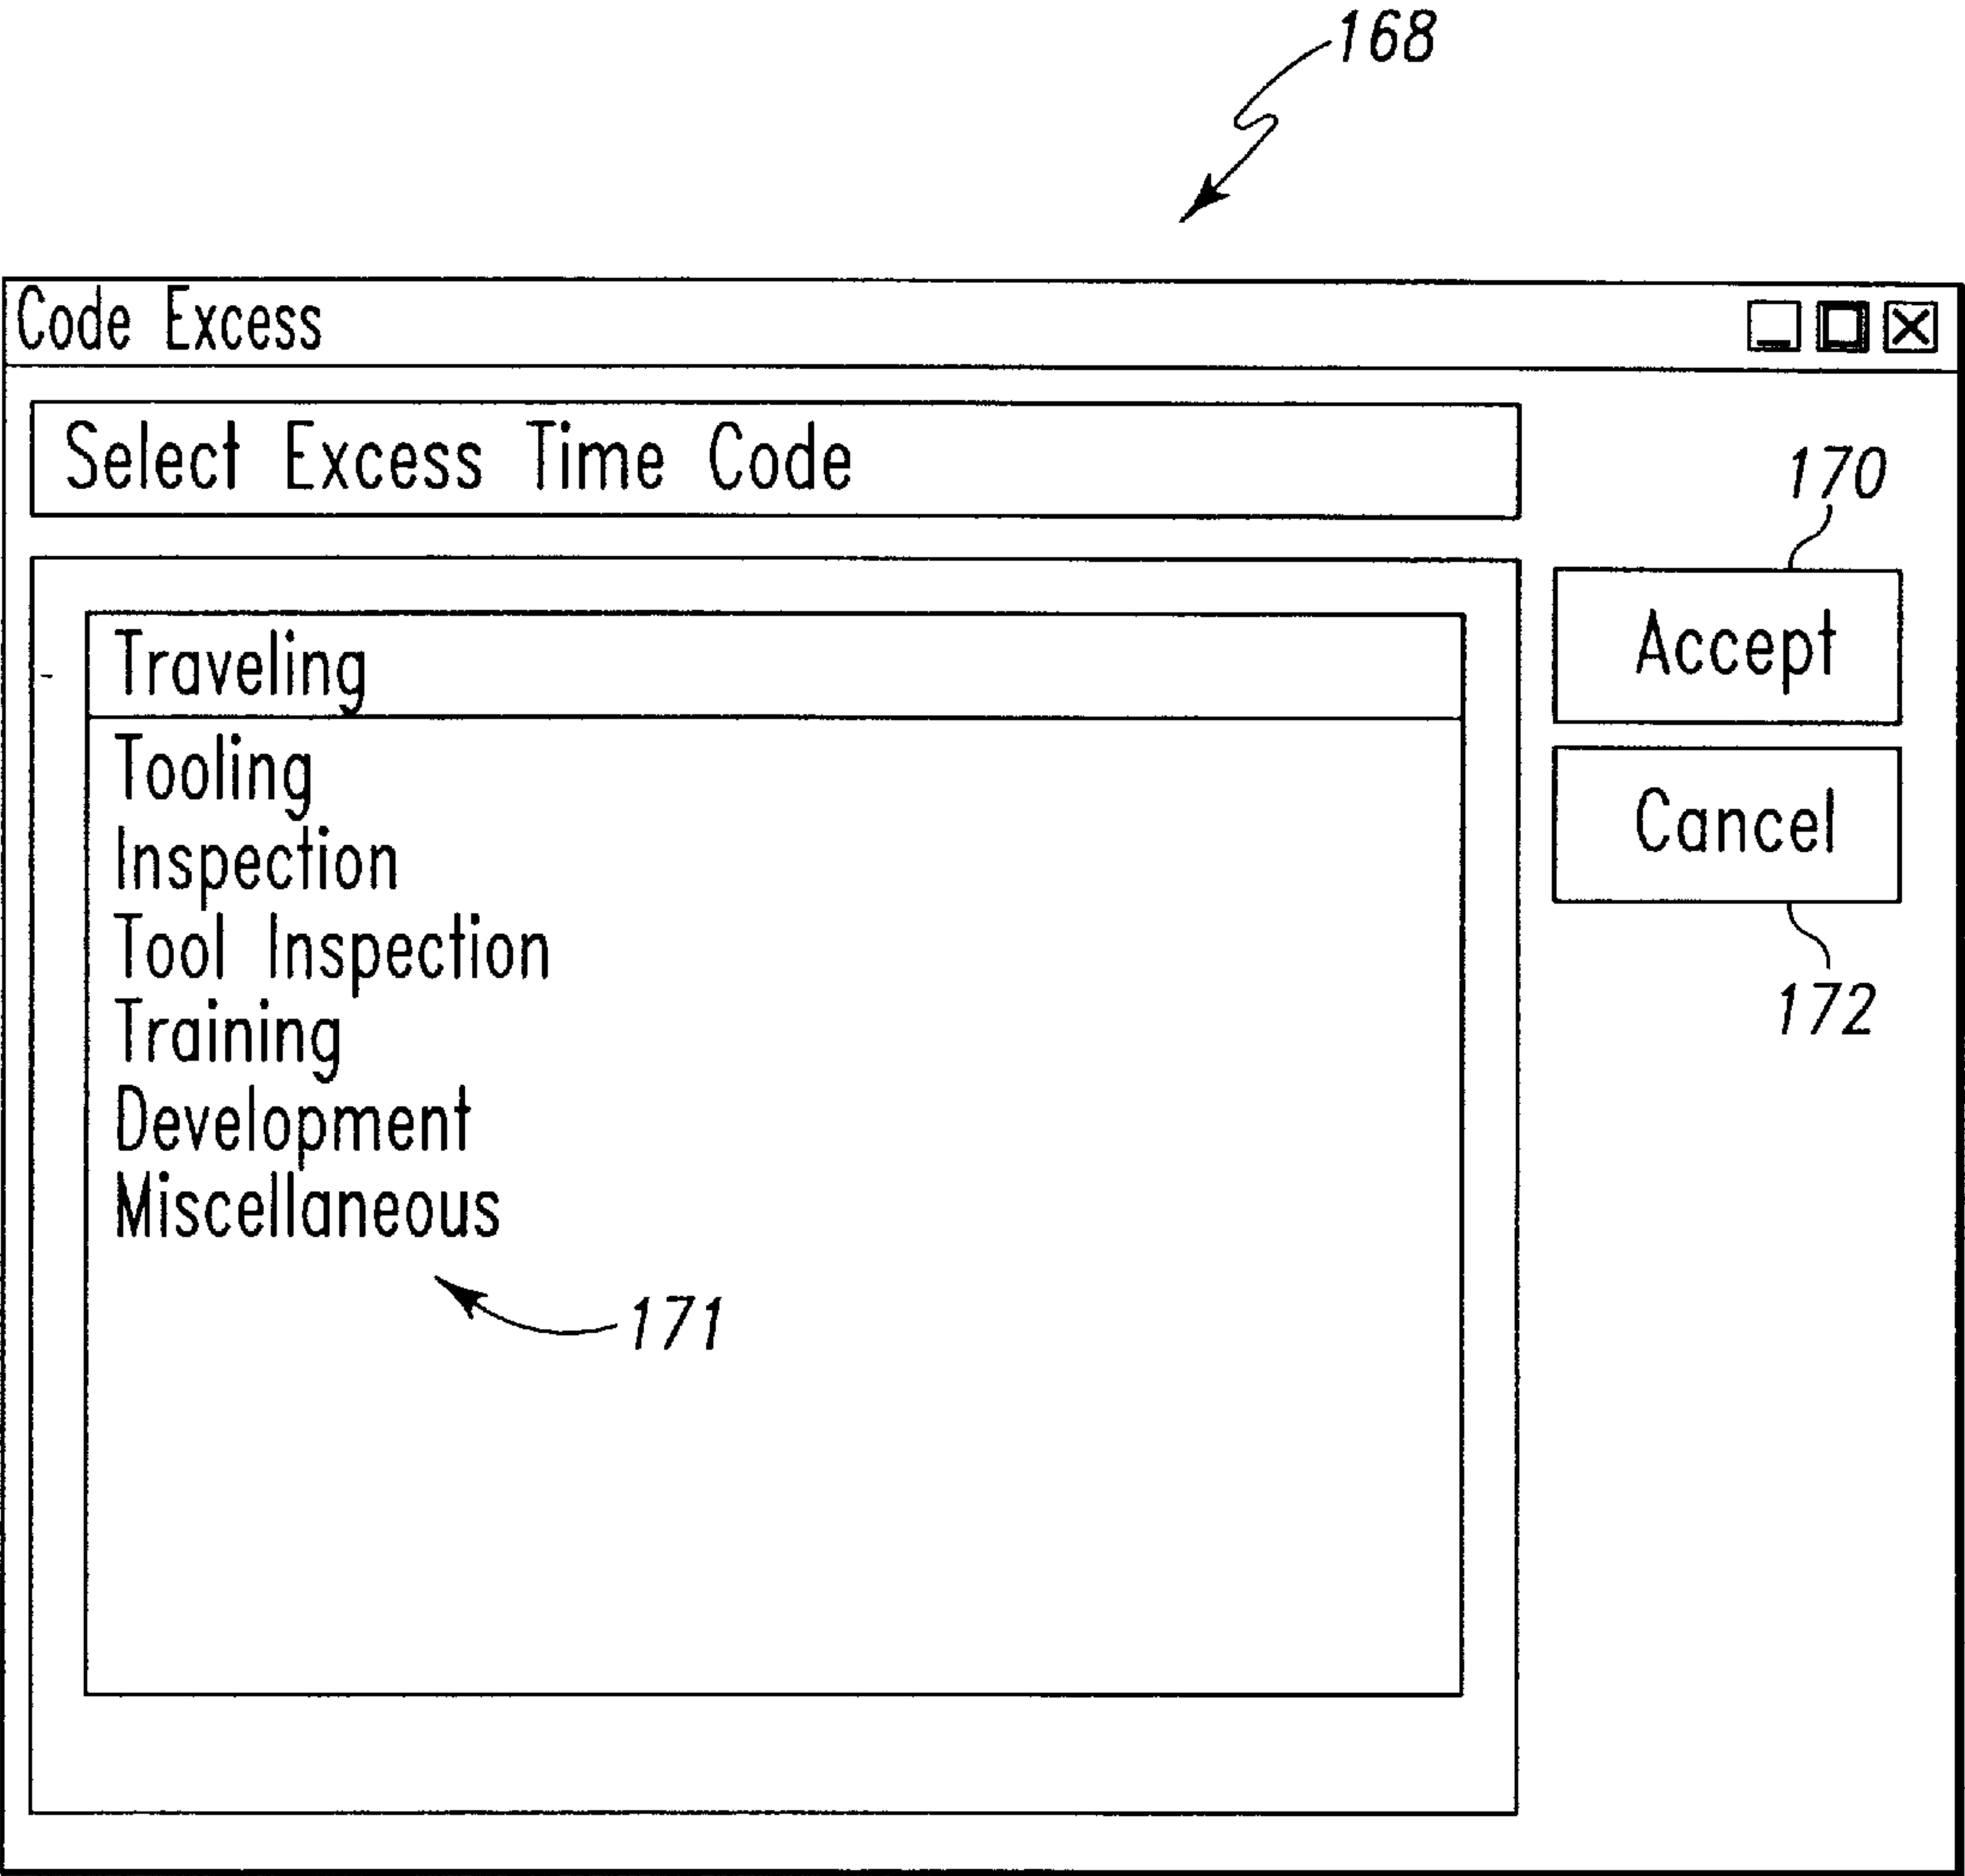 168
Code Excess
Select Excess Time Code
170
Traveling
Accept
Tooling
Cancel
Inspection
Tool Inspection
172
Training
Development
Miscellaneous
171